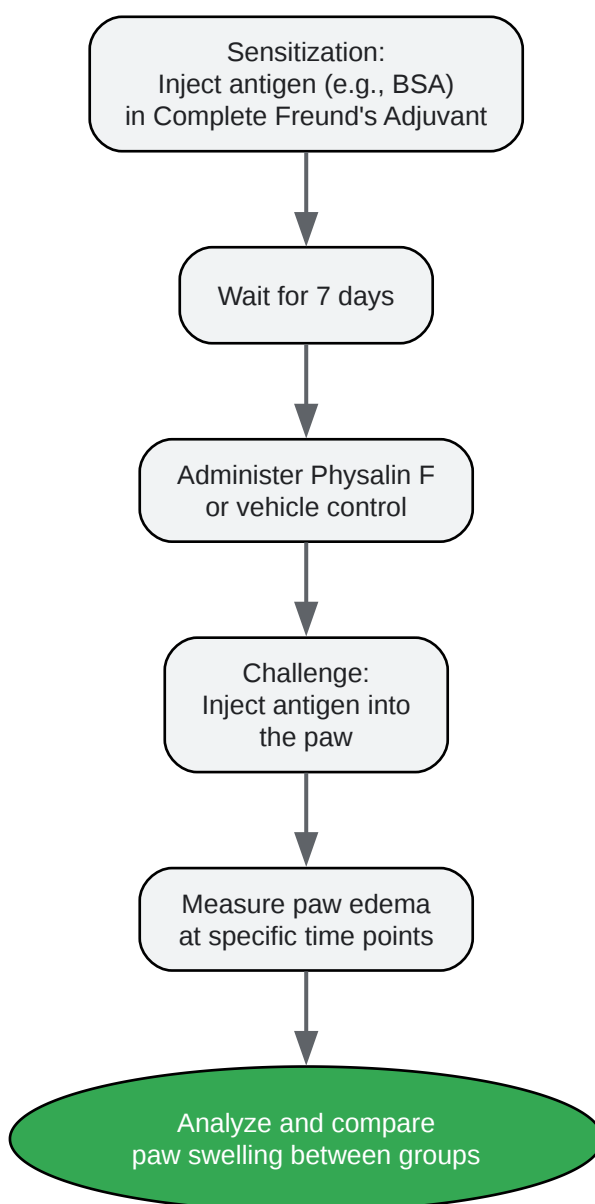 Sensitization:
Inject antigen (e.g., BSA)
in Complete Freund's Adjuvant
Wait for 7 days
Administer Physalin F
or vehicle control
Challenge:
Inject antigen into
the paw
Measure paw edema
at specific time points
Analyze and compare
paw swelling between groups